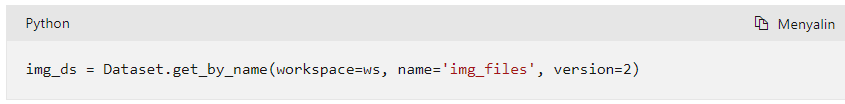 Python
Menyalin
img_ds = Dataset.get_by_name(workspace=ws, name='img_files', version=2)